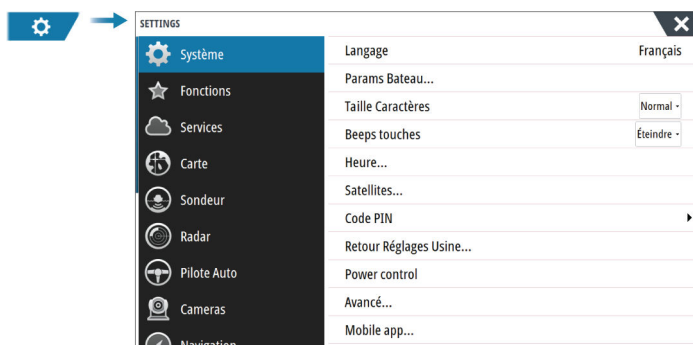 SETTINGS
Système
Fonctions
Services
Carte
Sondeur
Radar
Pilote Auto
Cameras
Navigation
Langage Français
Params Bateau...
Taille Caractères Normal
Beeps touches Éteindre
Heure...
Satellites...
Code PIN
Retour Réglages Usine...
Power control
Avancé...
Mobile app...